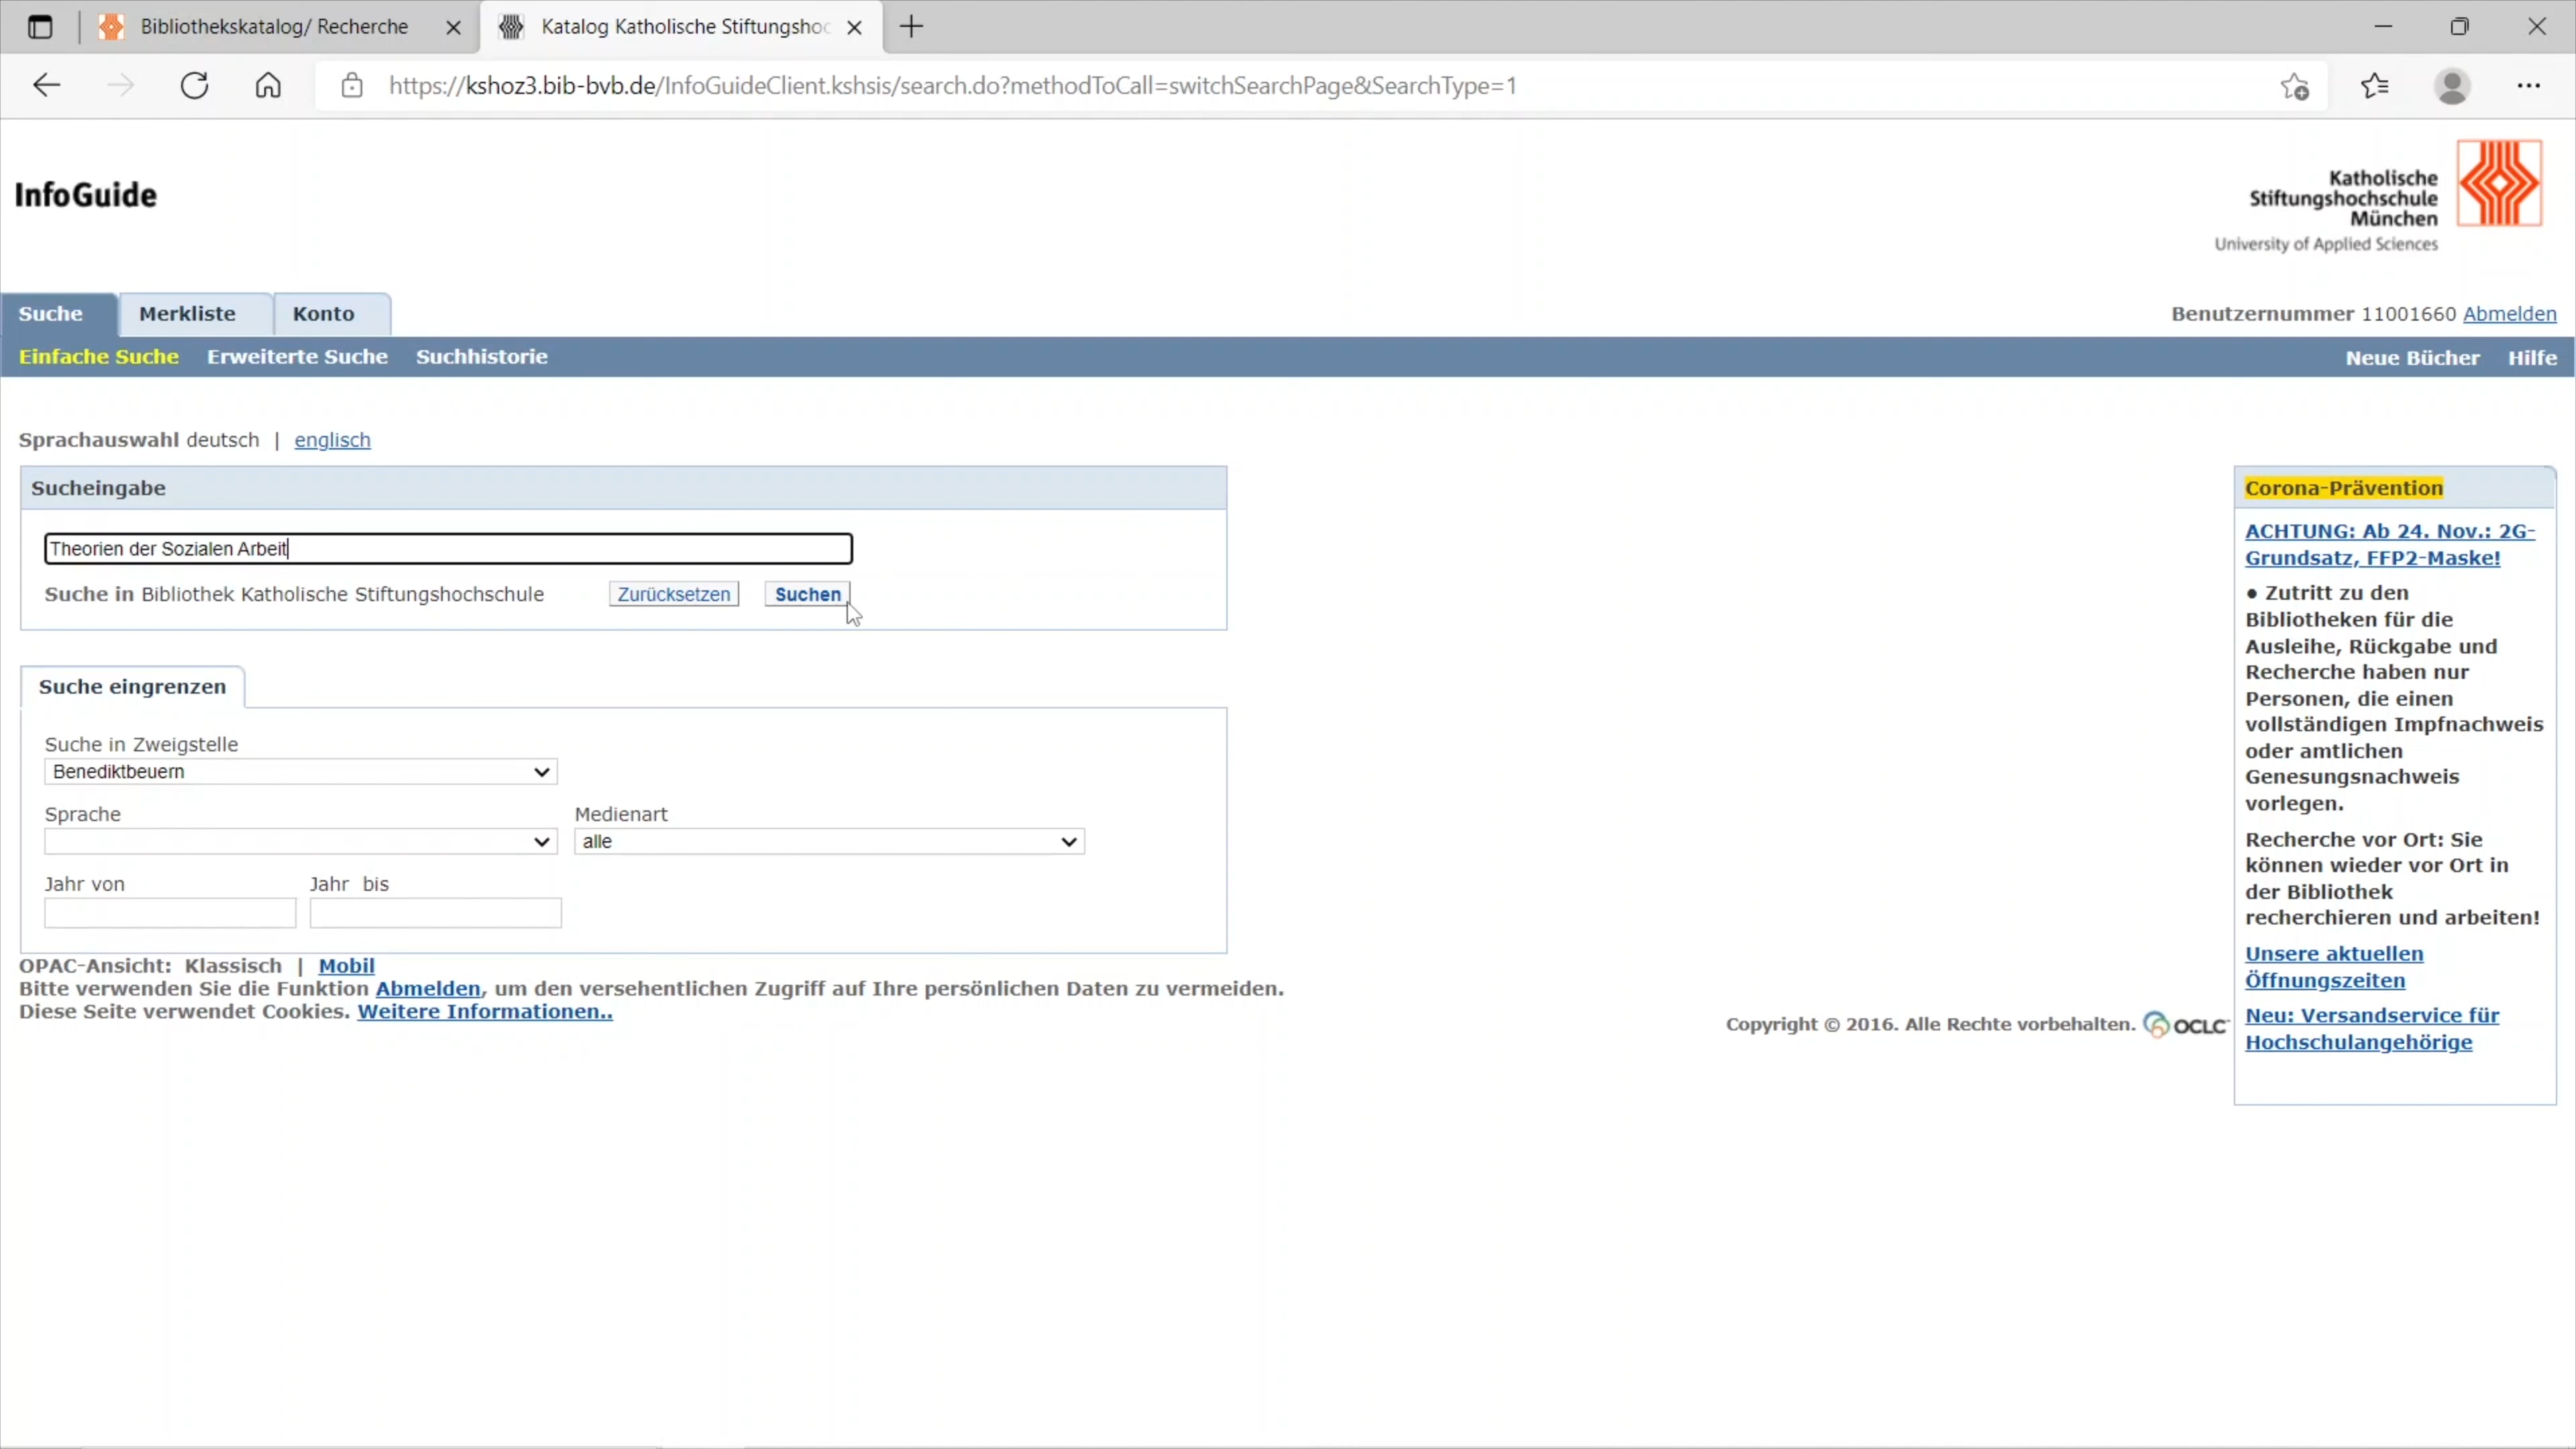 Bibliothekskatalog/ Recherche
Katalog Katholische Stiftungshoc
https://kshoz3.bib-bvb.de/InfoGuideClient.kshsis/search.do?methodToCall=switchSearchPage&SearchType=1
InfoGuide
Katholische
Stiftungshochschule
München
University of Applied Sciences
Suche Merkliste Konto
Benutzernummer 11001660 Abmelden
Einfache Suche Erweiterte Suche Suchhistorie
Neue Bücher Hilfe
Sprachauswahl deutsch | englisch
Sucheingabe
Theorien der Sozialen Arbeit
Suche in Bibliothek Katholische Stiftungshochschule Zurücksetzen Suchen
Suche eingrenzen
Suche in Zweigstelle
Benediktbeuern
Sprache Medienart
alle
Jahr von Jahr bis
OPAC-Ansicht: Klassisch | Mobil
Bitte verwenden Sie die Funktion Abmelden, um den versehentlichen Zugriff auf Ihre persönlichen Daten zu vermeiden.
Diese Seite verwendet Cookies. Weitere Informationen..
Copyright © 2016. Alle Rechte vorbehalten. OCLC
Corona-Prävention
ACHTUNG: Ab 24. Nov.: 2G-
Grundsatz, FFP2-Maske!
● Zutritt zu den
Bibliotheken für die
Ausleihe, Rückgabe und
Recherche haben nur
Personen, die einen
vollständigen Impfnachweis
oder amtlichen
Genesungsnachweis
vorlegen.
Recherche vor Ort: Sie
können wieder vor Ort in
der Bibliothek
recherchieren und arbeiten!
Unsere aktuellen
Öffnungszeiten
Neu: Versandservice für
Hochschulangehörige